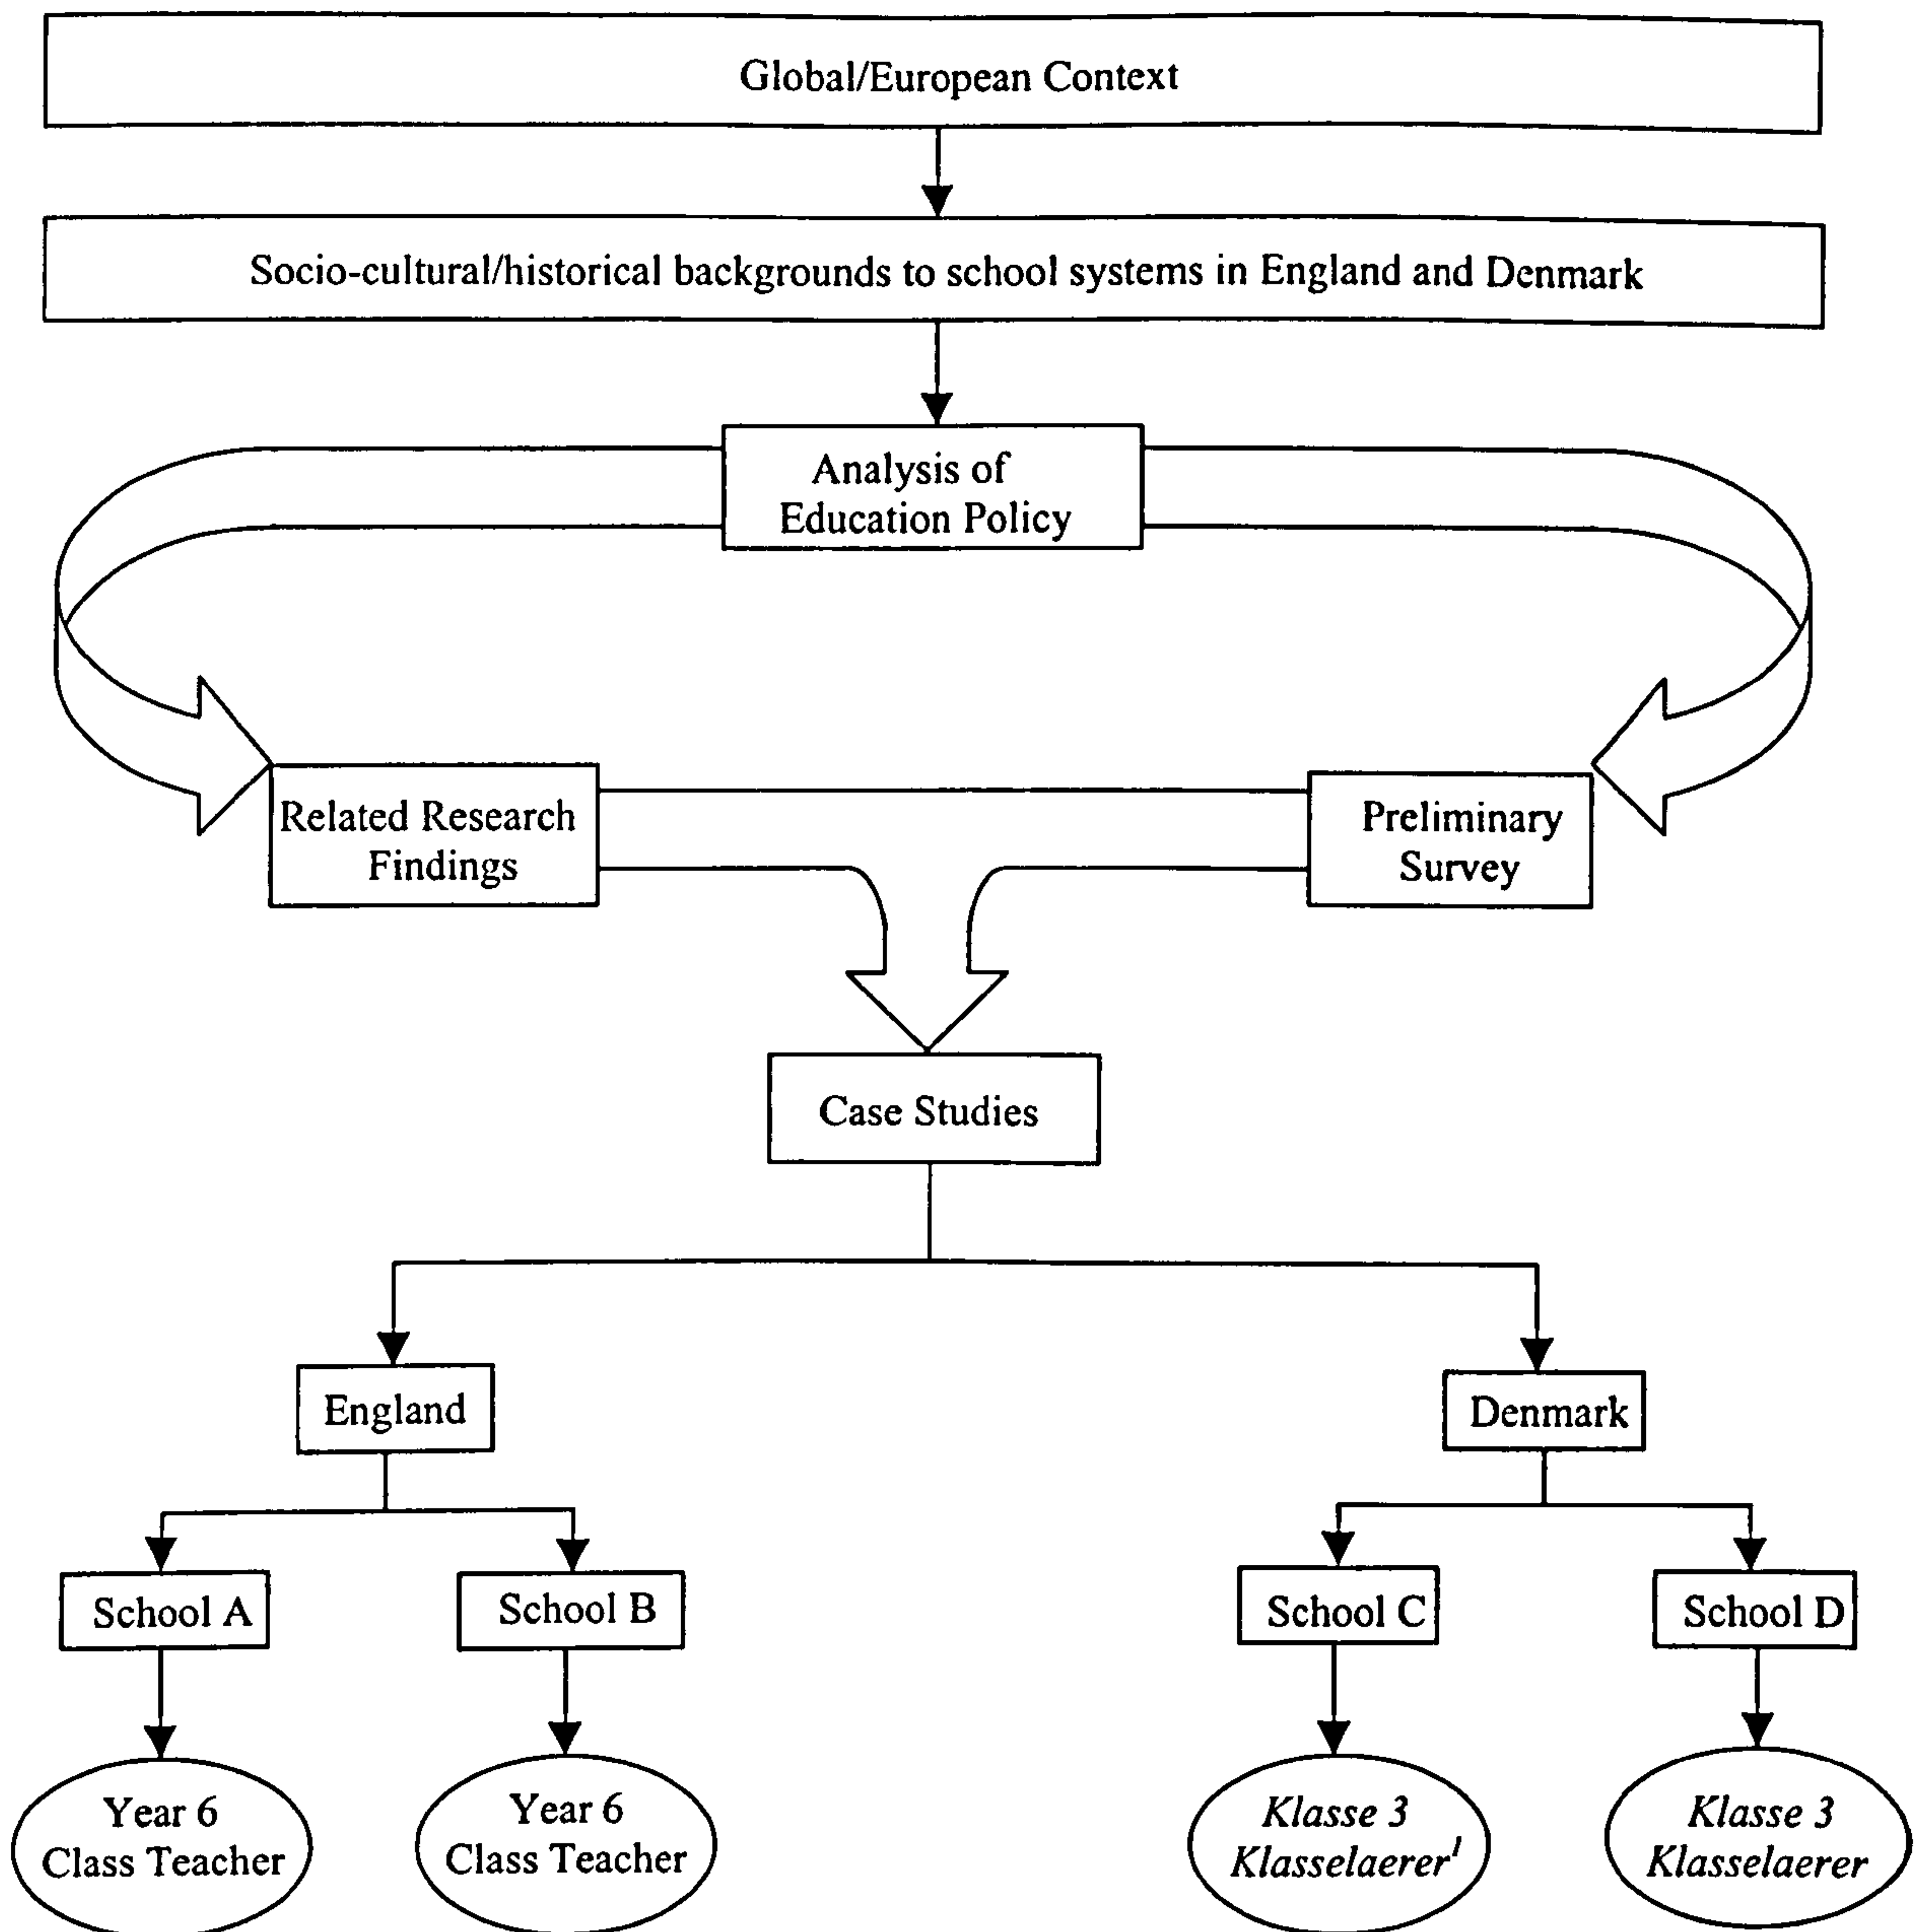 Global/European Context
Socio-cultural/historical backgrounds to school systems in England and Denmark
Analysis of
Education Policy
Related Research
Findings
Preliminary
Survey
Case Studies
England
Denmark
School A
School B
School C
School D
Year 6
Class Teacher
Year 6
Class Teacher
Klasse 3
Klasselaerer¹
Klasse 3
Klasselaerer